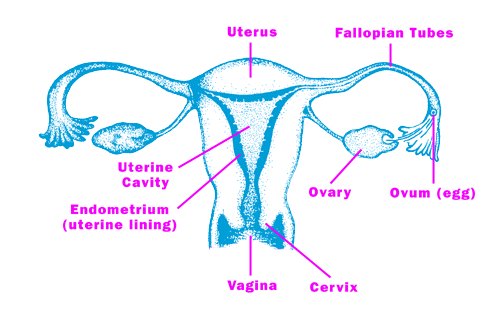 Uterus
Fallopian Tubes
Uterine
Cavity
Endometrium
(uterine lining)
Ovary
Ovum (egg)
Vagina
Cervix